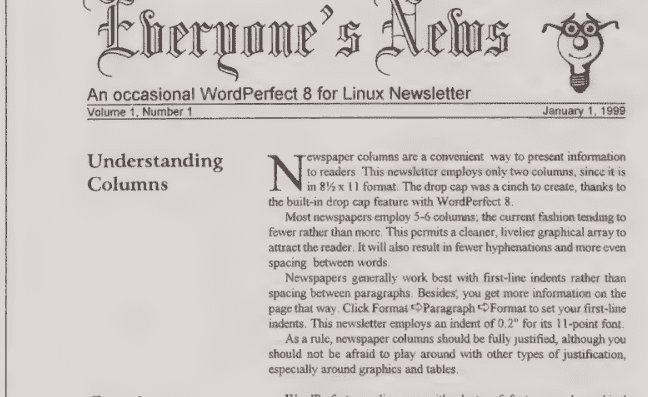 Everyone's News
An occasional WordPerfect 8 for Linux Newsletter
Volume 1, Number 1
January 1, 1999
Understanding
Columns
Newspaper columns are a convenient way to present information
to readers. This newsletter employs only two columns, since it is
in 8½ x 11 format. The drop cap was a cinch to create, thanks to
the built-in drop cap feature with WordPerfect 8.
Most newspapers employ 5-6 columns; the current fashion tending to
fewer rather than more. This permits a cleaner, livelier graphical array to
attract the reader. It will also result in fewer hyphenations and more even
spacing between words.
Newspapers generally work best with first-line indents rather than
spacing between paragraphs. Besides, you get more information on the
page that way. Click Format ➪Paragraph ➪Format to set your first-line
indents. This newsletter employs an indent of 0.2" for its 11-point font.
As a rule, newspaper columns should be fully justified, although you
should not be afraid to play around with other types of justification,
especially around graphics and tables.